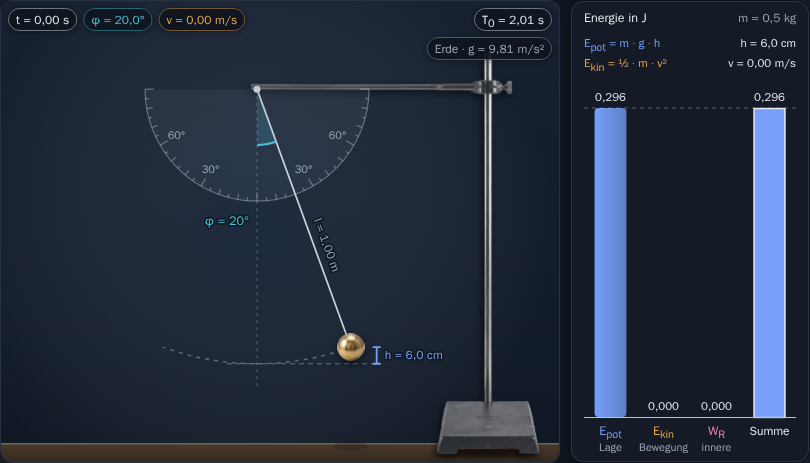 t = 0,00 s
φ = 20,0°
v = 0,00 m/s
T0 = 2,01 s
Erde · g = 9,81 m/s²
60°
60°
30°
30°
φ = 20°
l = 1,00 m
h = 6,0 cm
Energie in J
m = 0,5 kg
Epot = m · g · h
h = 6,0 cm
Ekin = ½ · m · v²
v = 0,00 m/s
0,296
0,296
0,000
0,000
Epot
Ekin
WR
Summe
Lage
Bewegung
innere